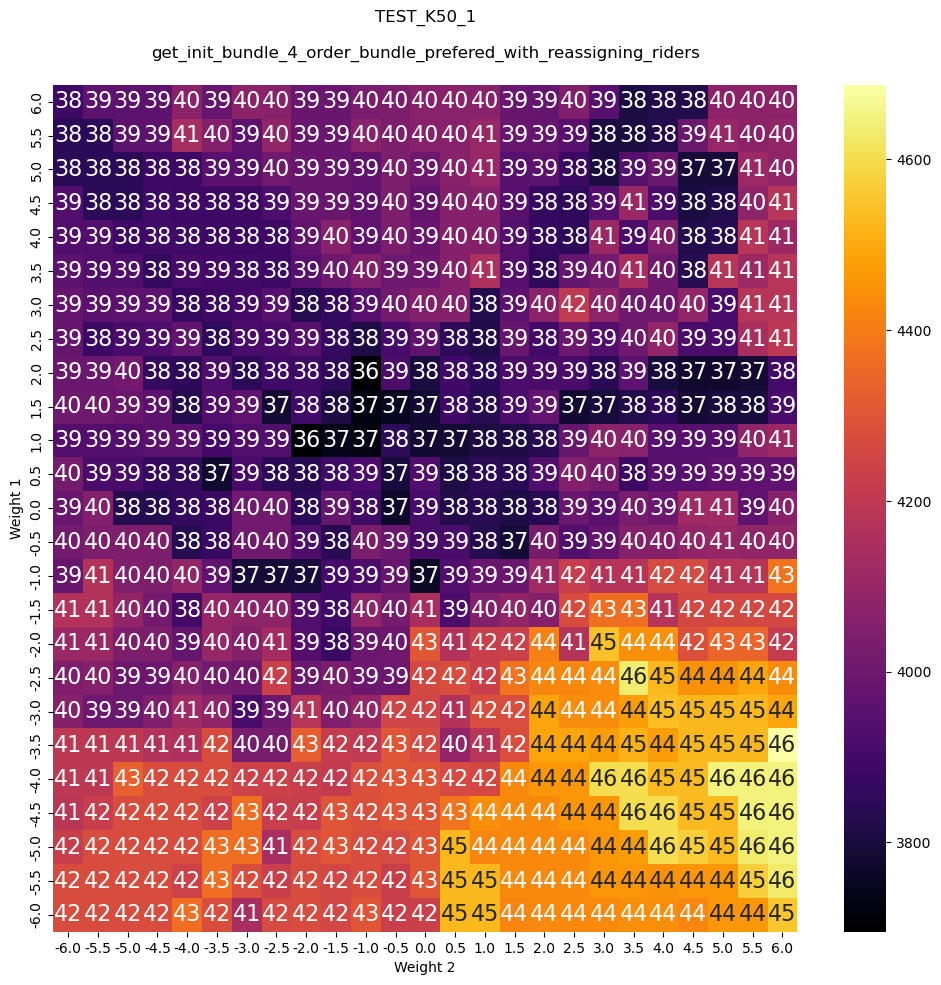 TEST_K50_1
get_init_bundle_4_order_bundle_prefered_with_reassigning_riders
6.0 38 39 39 39 40 39 40 40 39 39 40 40 40 40 40 39 39 40 39 38 38 38 40 40 40
5.5 38 38 39 39 41 40 39 40 39 39 40 40 40 40 41 39 39 39 38 38 38 39 41 40 40
5.0 38 38 38 38 38 39 39 40 39 39 39 40 39 40 41 39 39 38 38 39 39 37 37 41 40
4.5 39 38 38 38 38 38 38 39 39 39 39 40 39 40 40 39 38 38 39 41 39 38 38 40 41
4.0 39 39 38 38 38 38 38 38 39 40 39 40 39 40 40 39 38 38 41 39 40 38 38 41 41
3.5 39 39 39 38 39 39 38 38 39 40 40 39 39 40 41 39 38 39 40 41 40 38 41 41 41
3.0 39 39 39 39 38 38 39 39 38 38 39 40 40 40 38 39 40 42 40 40 40 40 39 41 41
2.5 39 38 39 39 39 38 39 39 39 38 38 39 39 38 38 39 38 39 39 40 40 39 39 41 41
2.0 39 39 40 38 38 39 38 38 38 38 36 39 38 38 38 39 39 39 38 39 38 37 37 37 38
1.5 40 40 39 39 38 39 39 37 38 38 37 37 37 38 38 39 39 37 37 38 38 37 38 38 39
1.0 39 39 39 39 39 39 39 39 36 37 37 38 37 37 38 38 38 39 40 40 39 39 39 40 41
0.5 40 39 39 38 38 37 39 38 38 38 39 37 39 38 38 38 39 40 40 38 39 39 39 39 39
0.0 39 40 38 38 38 38 40 40 38 39 38 37 39 38 38 38 38 39 39 40 39 41 41 39 40
-0.5 40 40 40 40 38 38 40 40 39 38 40 39 39 39 38 37 40 39 39 40 40 40 41 40 40
-1.0 39 41 40 40 40 39 37 37 37 39 39 39 37 39 39 39 41 42 41 41 42 42 41 41 43
-1.5 41 41 40 40 38 40 40 40 39 38 40 40 41 39 40 40 40 42 43 43 41 42 42 42 42
-2.0 41 41 40 40 39 40 40 41 39 38 39 40 43 41 42 42 44 41 45 44 44 42 43 43 42
-2.5 40 40 39 39 40 40 40 42 39 40 39 39 42 42 42 43 44 44 44 46 45 44 44 44 44
-3.0 40 39 39 40 41 40 39 39 41 40 40 42 42 41 42 42 44 44 44 44 45 45 45 45 44
-3.5 41 41 41 41 41 42 40 40 43 42 42 43 42 40 41 42 44 44 44 45 44 45 45 45 46
-4.0 41 41 43 42 42 42 42 42 42 42 42 43 43 42 42 44 44 44 46 46 45 45 46 46 46
-4.5 41 42 42 42 42 42 43 42 42 43 42 43 43 43 44 44 44 44 44 46 46 45 45 46 46
-5.0 42 42 42 42 42 43 43 41 42 43 42 42 43 45 44 44 44 44 44 44 46 45 45 46 46
-5.5 42 42 42 42 42 43 42 42 42 42 42 42 43 45 45 44 44 44 44 44 44 44 44 45 46
-6.0 42 42 42 42 43 42 41 42 42 42 43 42 42 45 45 44 44 44 44 44 44 44 44 44 45
-6.0 -5.5 -5.0 -4.5 -4.0 -3.5 -3.0 -2.5 -2.0 -1.5 -1.0 -0.5 0.0 0.5 1.0 1.5 2.0 2.5 3.0 3.5 4.0 4.5 5.0 5.5 6.0
Weight 2
Weight 1
4600
4400
4200
4000
3800